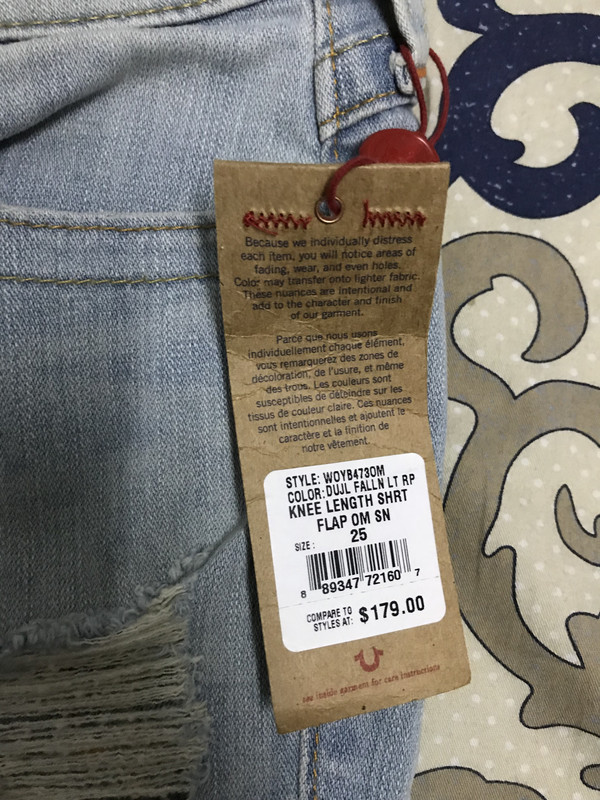 Because we individually distress
each item, you will notice areas of
fading, wear, and even holes.
Color may transfer onto lighter fabric.
These nuances are intentional and
add to the character and finish
of our garment.
Parce que nous usons
individuellement chaque élément,
vous remarquerez des zones de
décoloration, de l'usure, et même
des trous. Les couleurs sont
susceptibles de déteindre sur les
tissus de couleur claire. Ces nuances
sont intentionnelles et ajoutent le
caractère et la finition de
notre vêtement.
STYLE: WOYB473OM
COLOR: DUJL FALLN LT RP
KNEE LENGTH SHRT
FLAP OM SN
SIZE: 25
8 89347 72160 7
COMPARE TO
STYLES AT: $179.00
see inside garment for care instructions